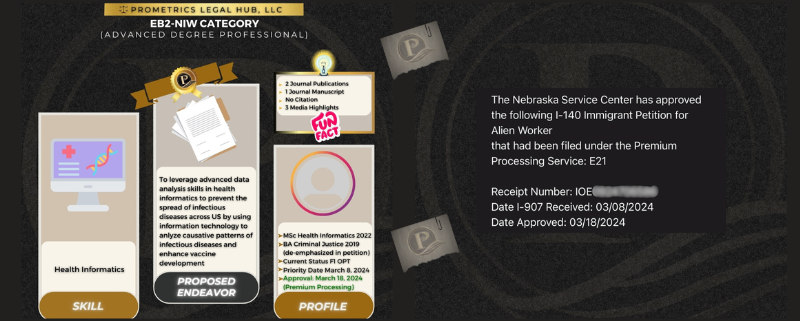 PROMETRICS LEGAL HUB, LLC
EB2-NIW CATEGORY
(ADVANCED DEGREE PROFESSIONAL)
Health Informatics
SKILL
To leverage advanced data
analysis skills in health
informatics to prevent the
spread of infectious
diseases across US by using
information technology to
anlyze causative patterns of
infectious diseases and
enhance vaccine
development
PROPOSED
ENDEAVOR
2 Journal Publications
1 Journal Manuscript
No Citation
3 Media Highlights
FUN
FACT
MSc Health Informatics 2022
BA Criminal Justice 2019
(de-emphasized in petition)
Current Status F1 OPT
Priority Date March 8, 2024
Approval: March 18, 2024
(Premium Processing)
PROFILE
The Nebraska Service Center has approved
the following I-140 Immigrant Petition for
Alien Worker
that had been filed under the Premium
Processing Service: E21
Receipt Number: IOE
Date I-907 Received: 03/08/2024
Date Approved: 03/18/2024